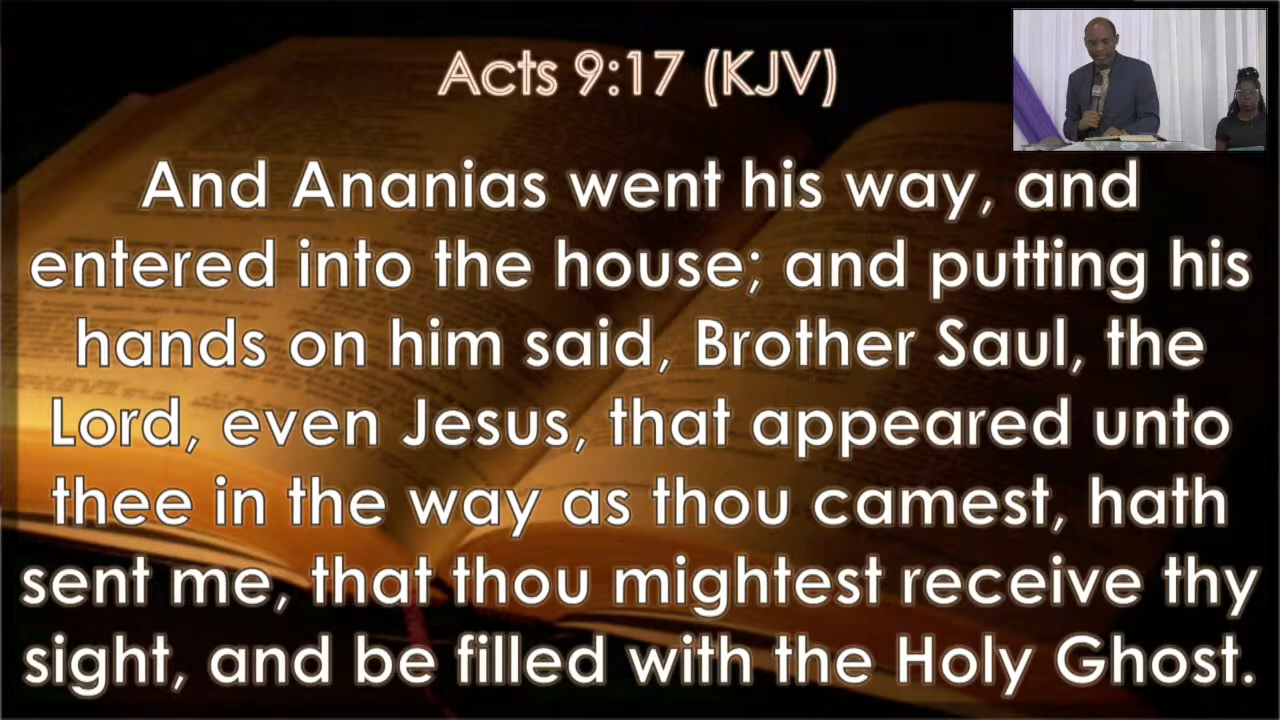 Acts 9:17 (KJV)
And Ananias went his way, and
entered into the house; and putting his
hands on him said, Brother Saul, the
Lord, even Jesus, that appeared unto
thee in the way as thou camest, hath
sent me, that thou mightest receive thy
sight, and be filled with the Holy Ghost.